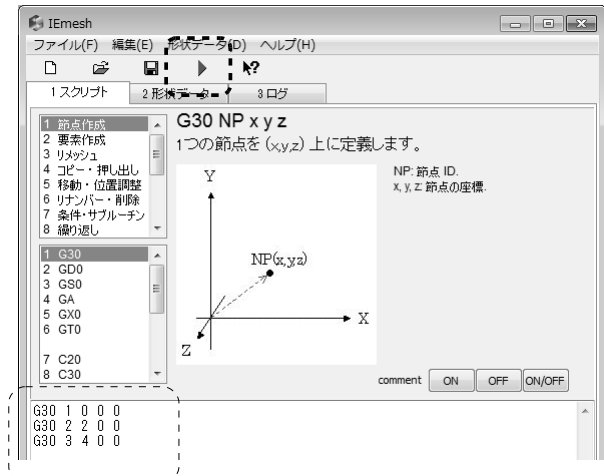 IEmesh
ファイル(F) 編集(E) 形状データ(D) ヘルプ(H)
1 スクリプト 2 形状データ 3 ログ
1 節点作成
2 要素作成
3 リメッシュ
4 コピー・押し出し
5 移動・位置調整
6 リナンバー・削除
7 条件・サブルーチン
8 繰り返し
G30 NP x y z
1つの節点を (x,y,z) 上に定義します。
Y
NP(x,y,z)
X
Z
NP: 節点 ID.
x, y, z: 節点の座標.
1 G30
2 GD0
3 GS0
4 GA
5 GX0
6 GT0
7 C20
8 C30
comment ON OFF ON/OFF
G30 1 0 0 0
G30 2 2 0 0
G30 3 4 0 0